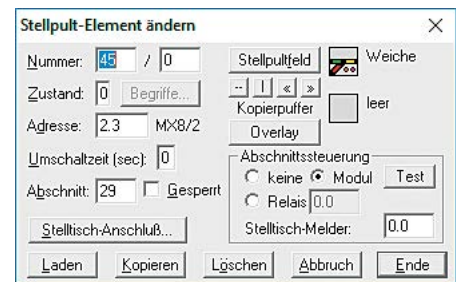 Stellpult-Element ändern
Nummer: 45 / 0
Stellpultfeld
Weiche
Zustand: 0 Begriffe...
-- | « »
Kopierpuffer
leer
Adresse: 2.3 MX8/2
Overlay
Umschaltzeit (sec): 0
Abschnitt: 29 Gesperrt
Abschnittssteuerung
keine Modul Test
Relais 0.0
Stelltisch-Anschluß...
Stelltisch-Melder: 0.0
Laden Kopieren Löschen Abbruch Ende